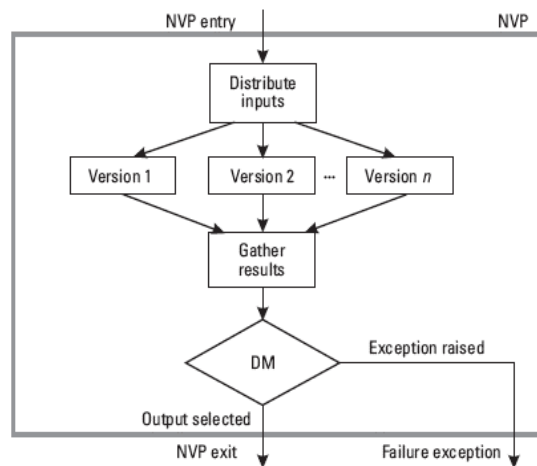 NVP entry
NVP
Distribute
inputs
Version 1
Version 2
...
Version n
Gather
results
DM
Exception raised
Output selected
NVP exit
Failure exception